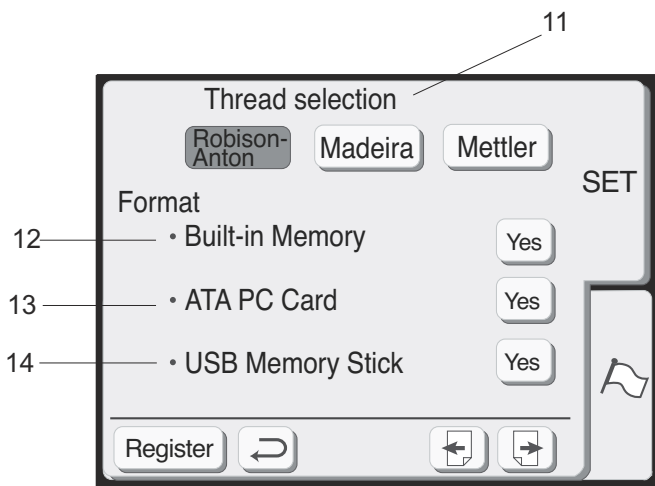 11
Thread selection
Robison-
Anton
Madeira
Mettler
SET
Format
12
• Built-in Memory
Yes
13
• ATA PC Card
Yes
14
• USB Memory Stick
Yes
Register